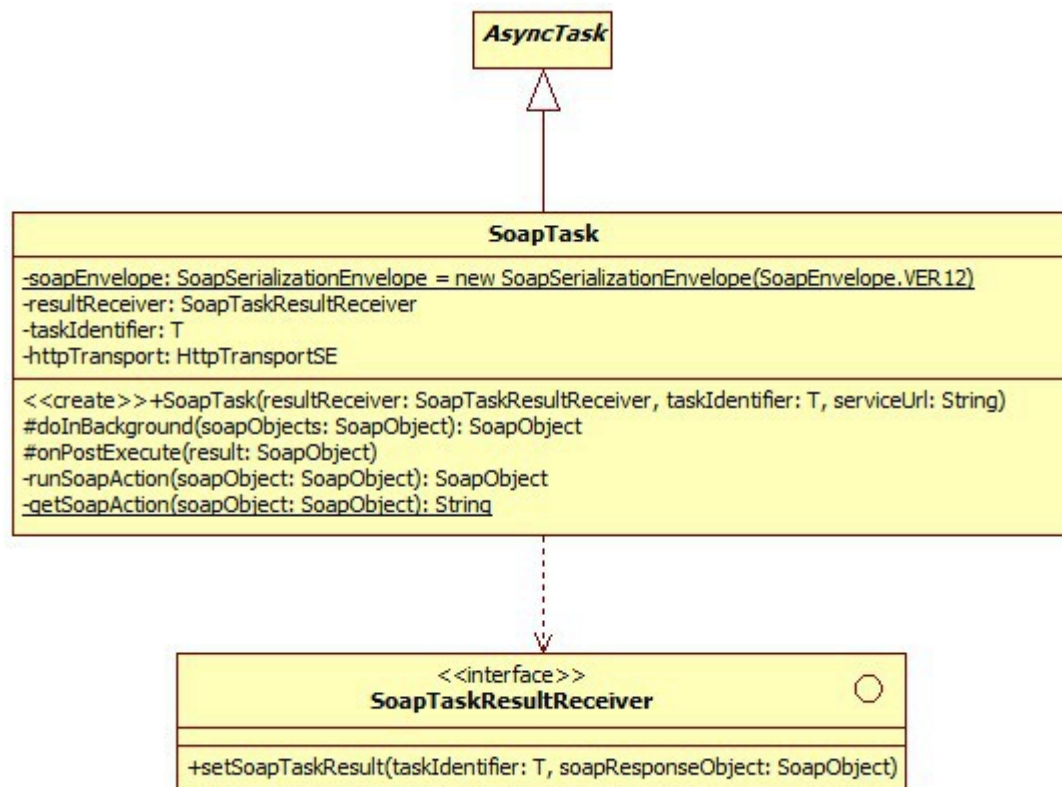 AsyncTask
SoapTask
-soapEnvelope: SoapSerializationEnvelope = new SoapSerializationEnvelope(SoapEnvelope.VER12)
-resultReceiver: SoapTaskResultReceiver
-taskIdentifier: T
-httpTransport: HttpTransportSE
<<create>>+SoapTask(resultReceiver: SoapTaskResultReceiver, taskIdentifier: T, serviceUrl: String)
#doInBackground(soapObjects: SoapObject): SoapObject
#onPostExecute(result: SoapObject)
-runSoapAction(soapObject: SoapObject): SoapObject
-getSoapAction(soapObject: SoapObject): String
<<interface>>
SoapTaskResultReceiver
+setSoapTaskResult(taskIdentifier: T, soapResponseObject: SoapObject)